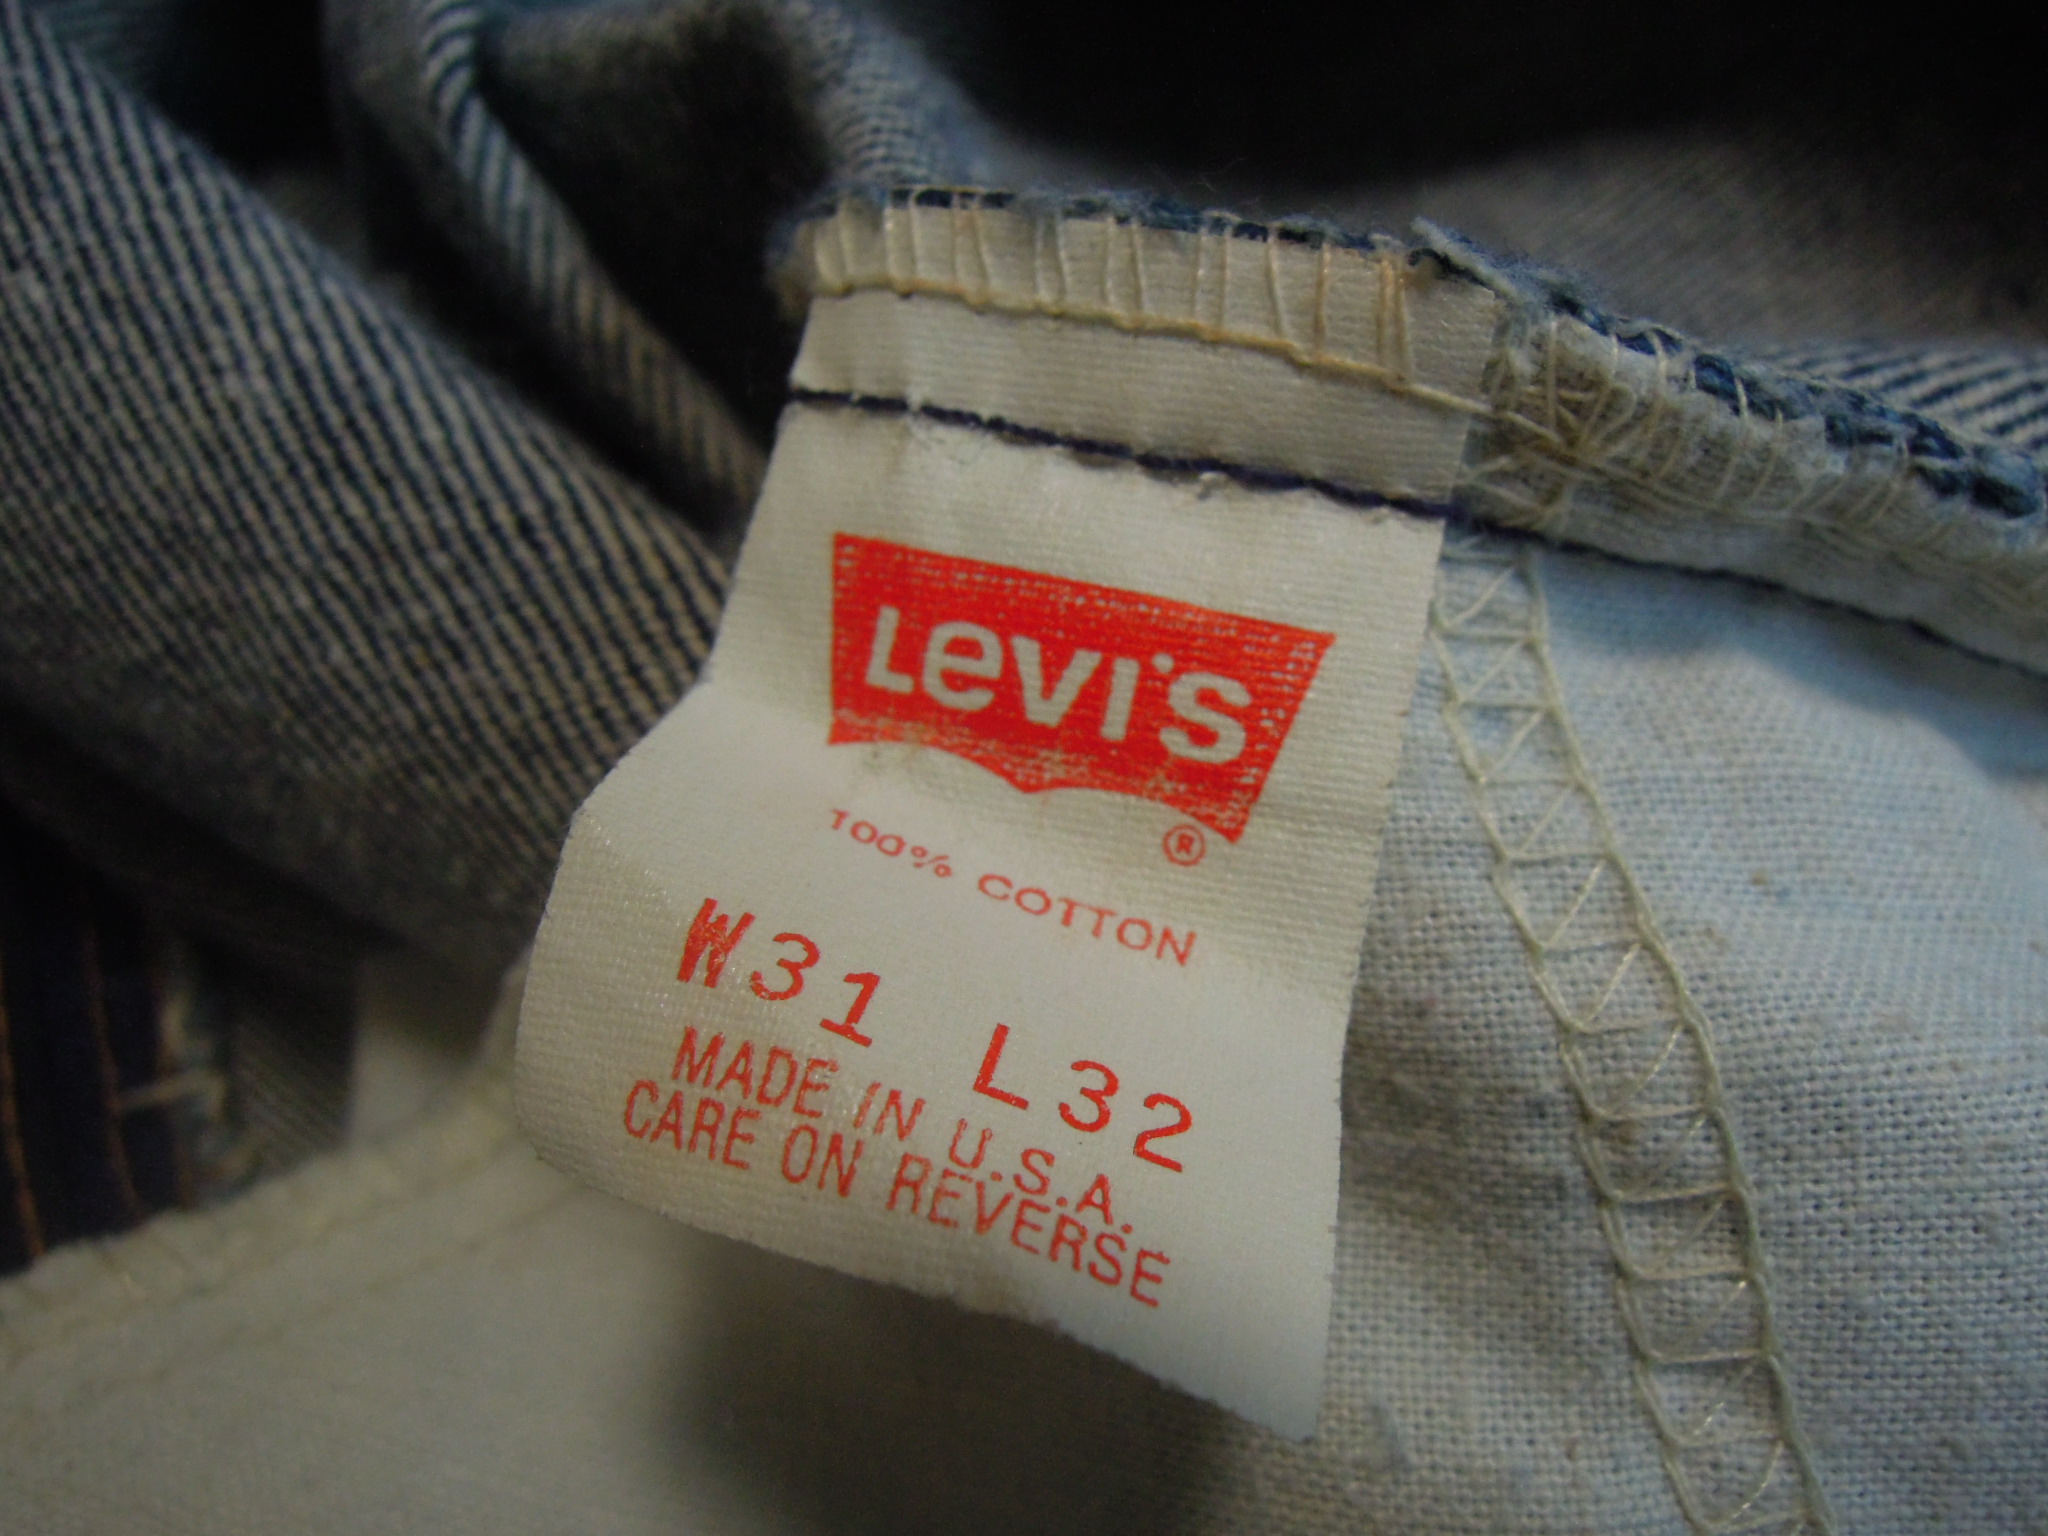 Levi's
®
100% COTTON
W31 L32
MADE IN U.S.A.
CARE ON REVERSE